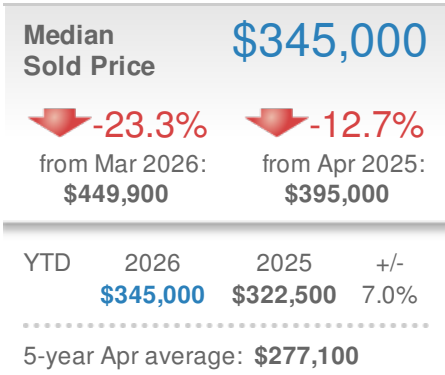 Median $345,000
Sold Price
-23.3% -12.7%
from Mar 2026: from Apr 2025:
$449,900 $395,000
YTD 2026 2025 +/-
$345,000 $322,500 7.0%
5-year Apr average: $277,100